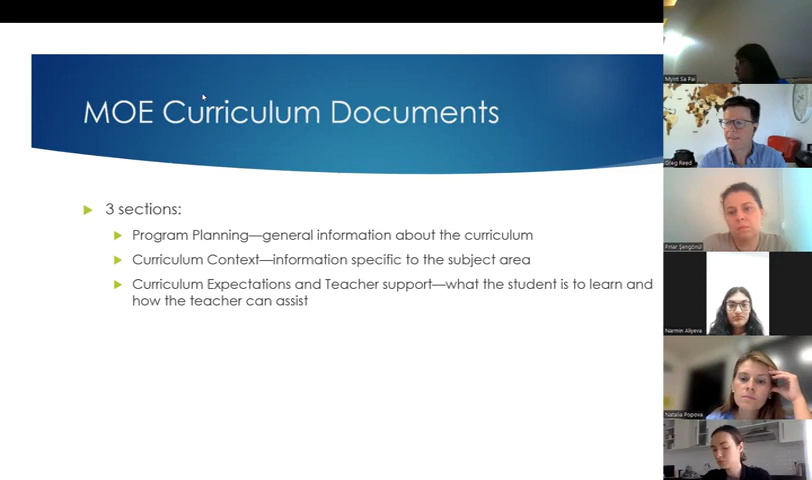 MOE Curriculum Documents
3 sections:
Program Planning—general information about the curriculum
Curriculum Context—information specific to the subject area
Curriculum Expectations and Teacher support—what the student is to learn and
how the teacher can assist
Myint Sa Pai
Greg Reed
Pinar Şengönül
Narmin Aliyeva
Natalia Popova